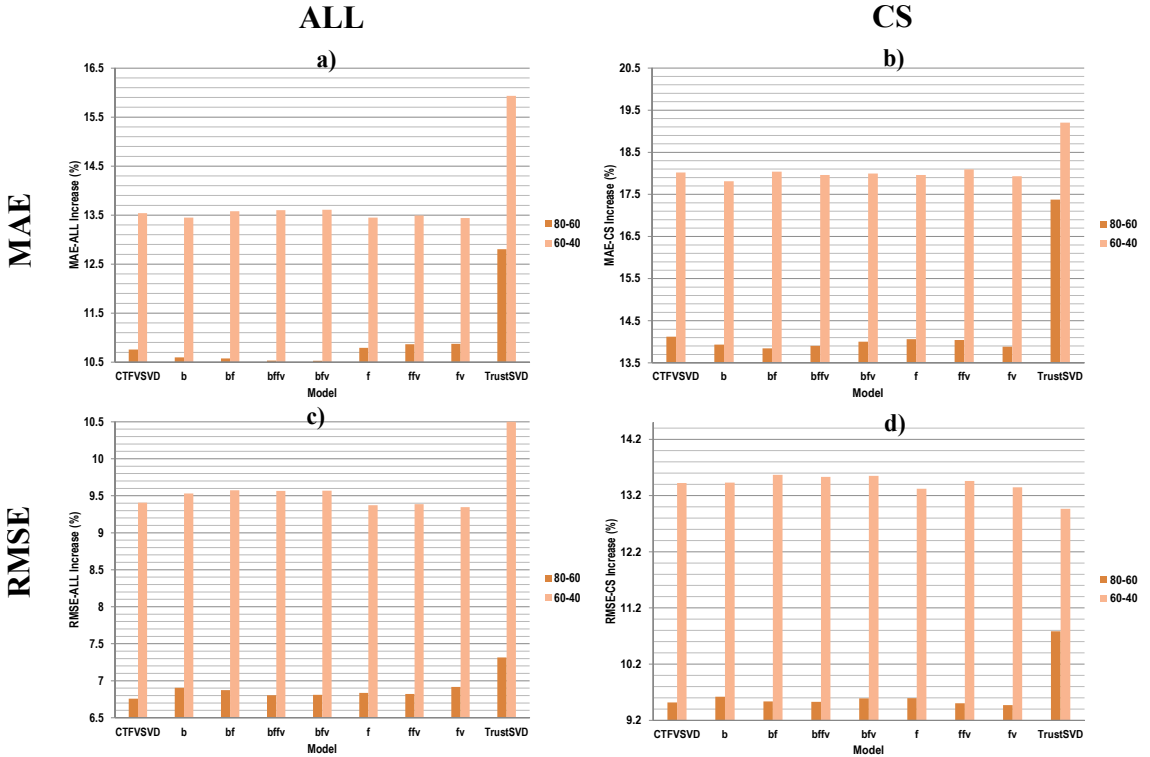 ALL
CS
MAE
RMSE
a)
16.5
15.5
14.5
13.5
12.5
11.5
10.5
MAE-ALL Increase (%)
CTFVSVD b bf bffv bfv f ffv fv TrustSVD
Model
80-60
60-40
b)
20.5
19.5
18.5
17.5
16.5
15.5
14.5
13.5
MAE-CS Increase (%)
CTFVSVD b bf bffv bfv f ffv fv TrustSVD
Model
80-60
60-40
c)
10.5
10
9.5
9
8.5
8
7.5
7
6.5
RMSE-ALL Increase (%)
CTFVSVD b bf bffv bfv f ffv fv TrustSVD
Model
80-60
60-40
d)
14.2
13.2
12.2
11.2
10.2
9.2
RMSE-CS Increase (%)
CTFVSVD b bf bffv bfv f ffv fv TrustSVD
Model
80-60
60-40